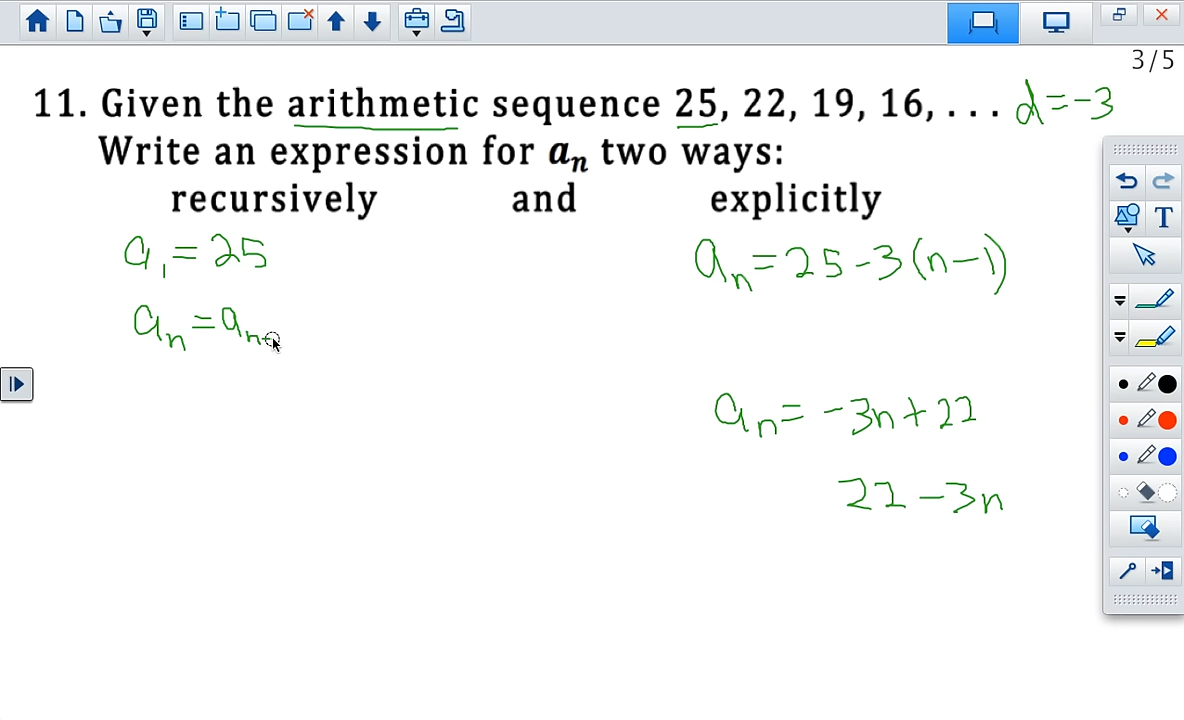 3/5
11. Given the arithmetic sequence 25, 22, 19, 16, . . . d=-3
Write an expression for aₙ two ways:
recursively and explicitly
a₁ = 25
aₙ = 25 - 3(n - 1)
aₙ = aₙ₋
aₙ = -3n + 22
22 - 3n
T